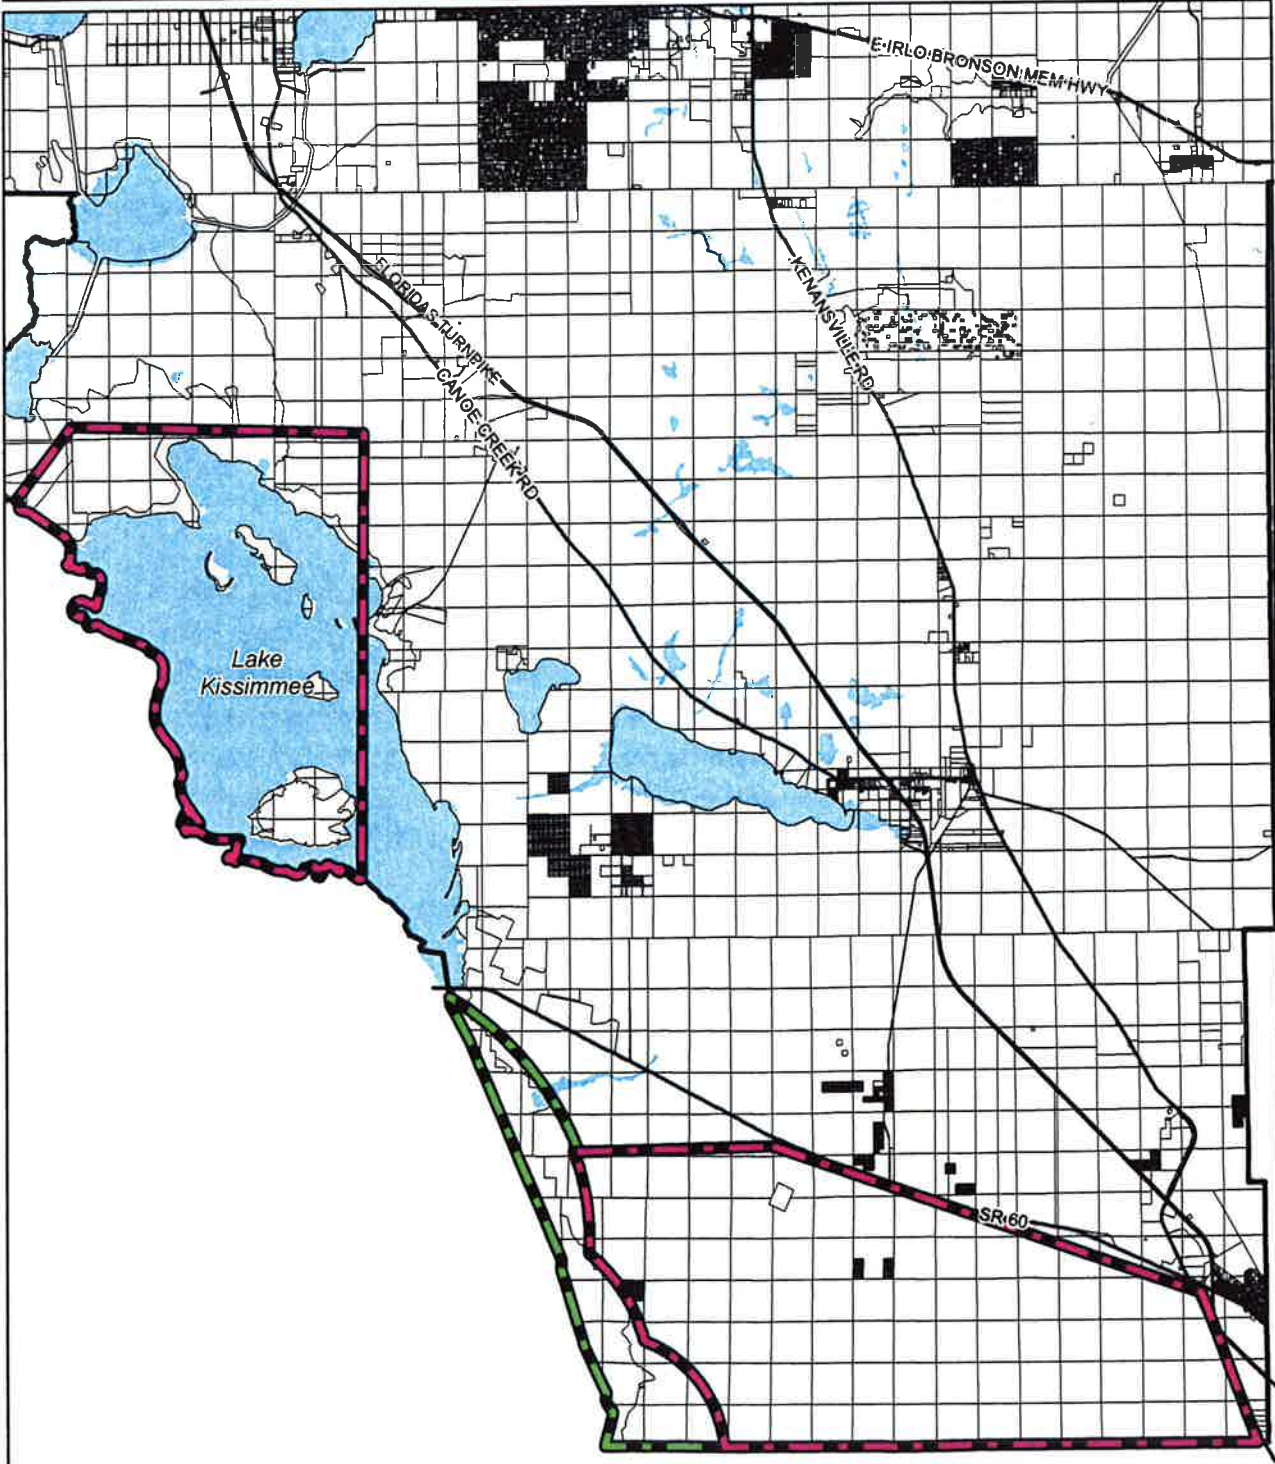 E IRLO BRONSON MEM HWY
FLORIDAS TURNPIKE
KENANSVILLE RD
CANOE CREEK RD
Lake
Kissimmee
SR 60